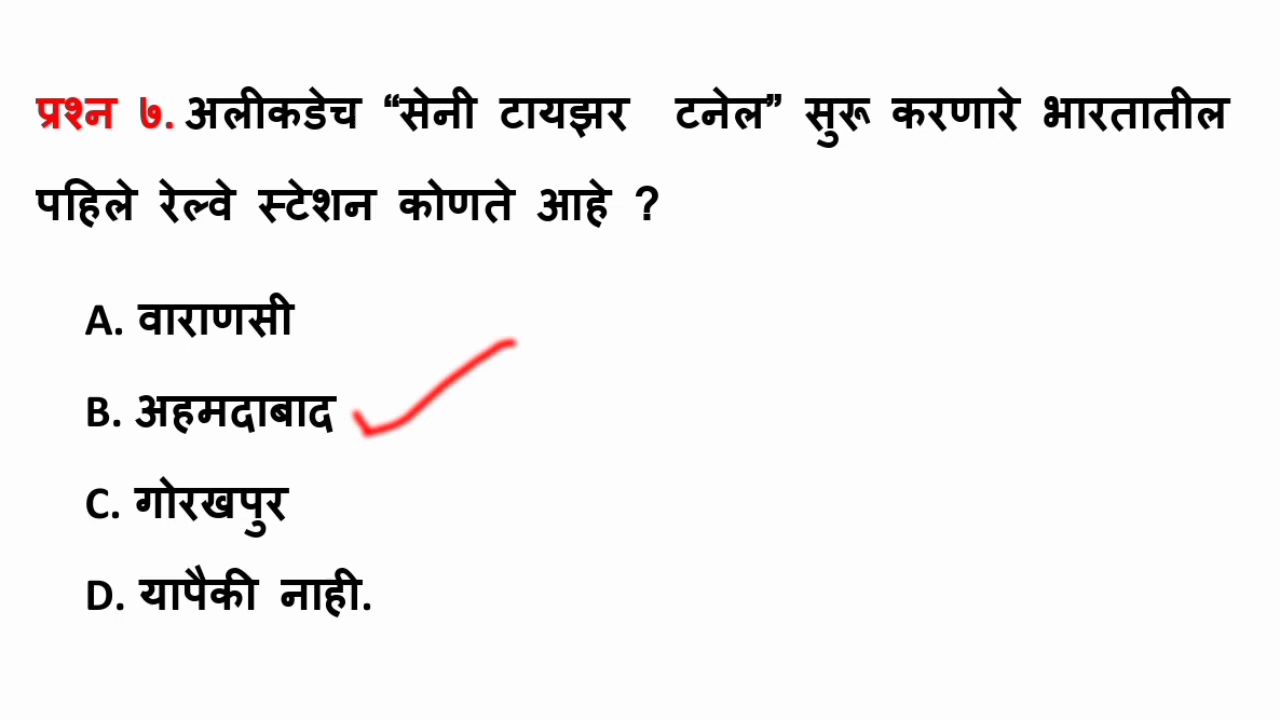 प्रश्न ७. अलीकडेच “सेनी टायझर टनेल” सुरू करणारे भारतातील
पहिले रेल्वे स्टेशन कोणते आहे ?
A. वाराणसी
B. अहमदाबाद
C. गोरखपुर
D. यापैकी नाही.